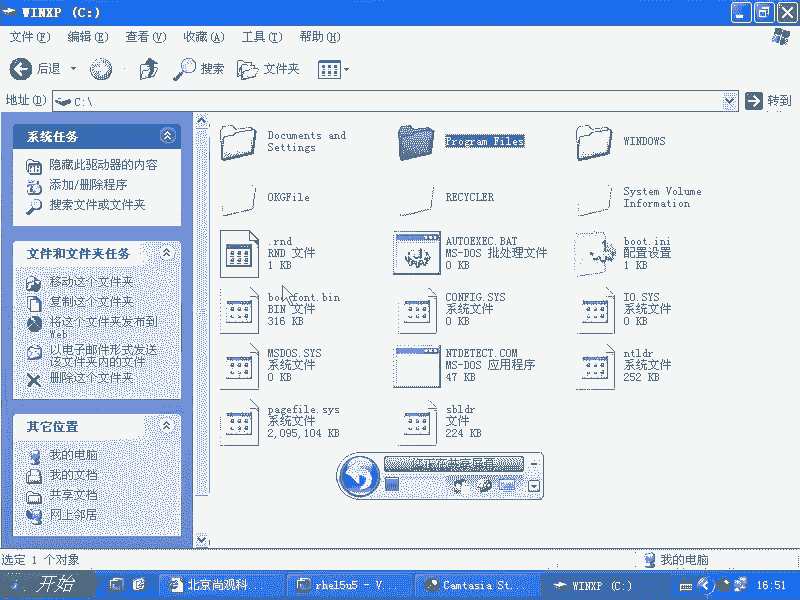 WINXP (C:)
文件(F) 编辑(E) 查看(V) 收藏(A) 工具(T) 帮助(H)
后退 搜索 文件夹
地址(D) C:\ 转到
系统任务
隐藏此驱动器的内容
添加/删除程序
搜索文件或文件夹
文件和文件夹任务
移动这个文件夹
复制这个文件夹
将这个文件夹发布到
Web
以电子邮件形式发送
该文件夹内的文件
删除这个文件夹
其它位置
我的电脑
我的文档
共享文档
网上邻居
Documents and
Settings
Program Files
WINDOWS
OKGFile
RECYCLER
System Volume
Information
.rnd
RND 文件
1 KB
AUTOEXEC.BAT
MS-DOS 批处理文件
0 KB
boot.ini
配置设置
1 KB
bootfont.bin
BIN 文件
316 KB
CONFIG.SYS
系统文件
0 KB
IO.SYS
系统文件
0 KB
MSDOS.SYS
系统文件
0 KB
NTDETECT.COM
MS-DOS 应用程序
47 KB
ntldr
系统文件
252 KB
pagefile.sys
系统文件
2,095,104 KB
sbldr
文件
224 KB
您正在共享屏幕
选定 1 个对象 我的电脑
开始 北京尚观科... rhel5u5 - V... Camtasia St... WINXP (C:) 16:51